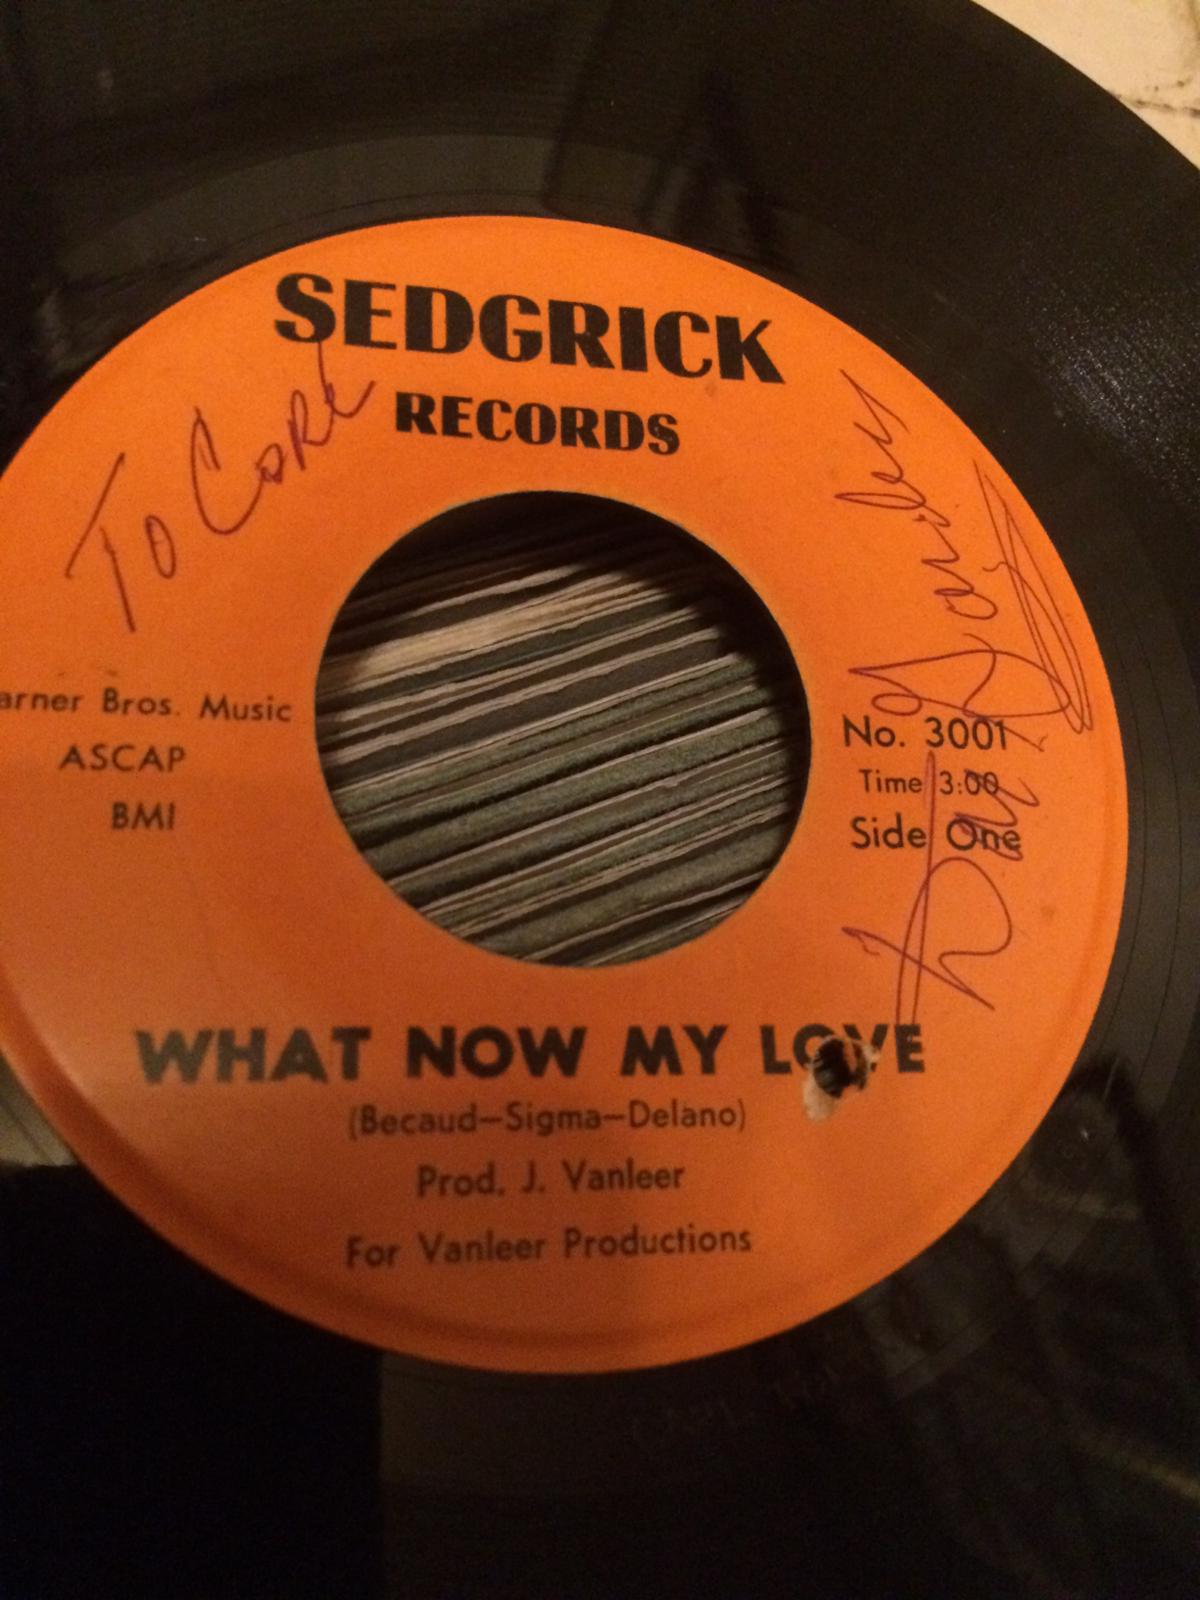 SEDGRICK
RECORDS
To Carl
arner Bros. Music
ASCAP
BMI
No. 3001
Time 3:00
Side One
WHAT NOW MY LOVE
(Becaud—Sigma—Delano)
Prod. J. Vanleer
For Vanleer Productions